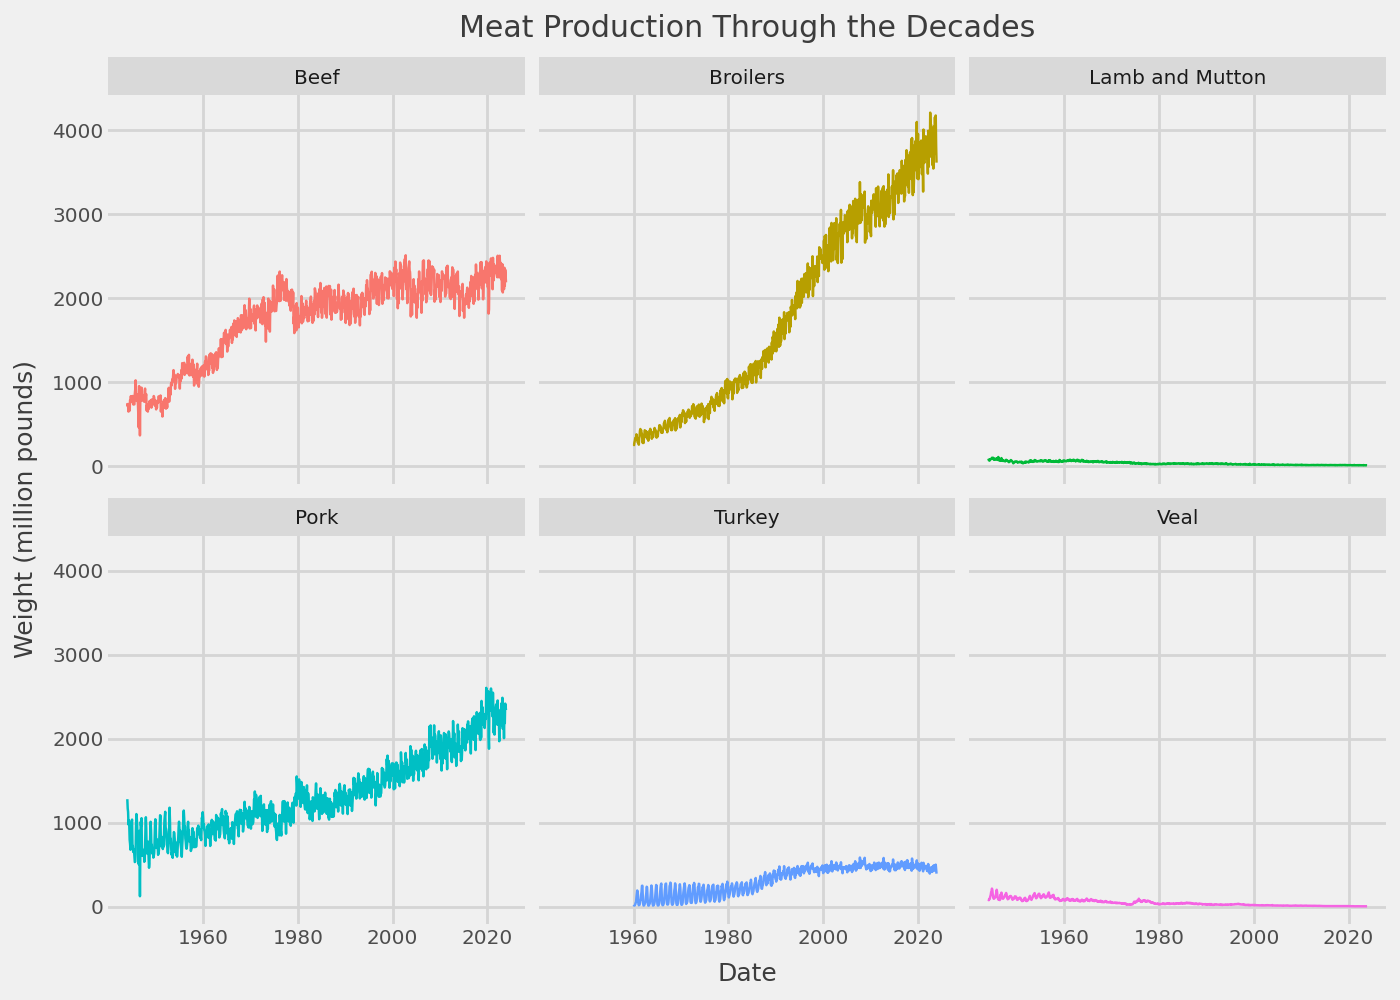 Meat Production Through the Decades
Beef
Broilers
Lamb and Mutton
4000
3000
2000
1000
0
Pork
Turkey
Veal
4000
3000
2000
1000
0
1960 1980 2000 2020
1960 1980 2000 2020
1960 1980 2000 2020
Weight (million pounds)
Date